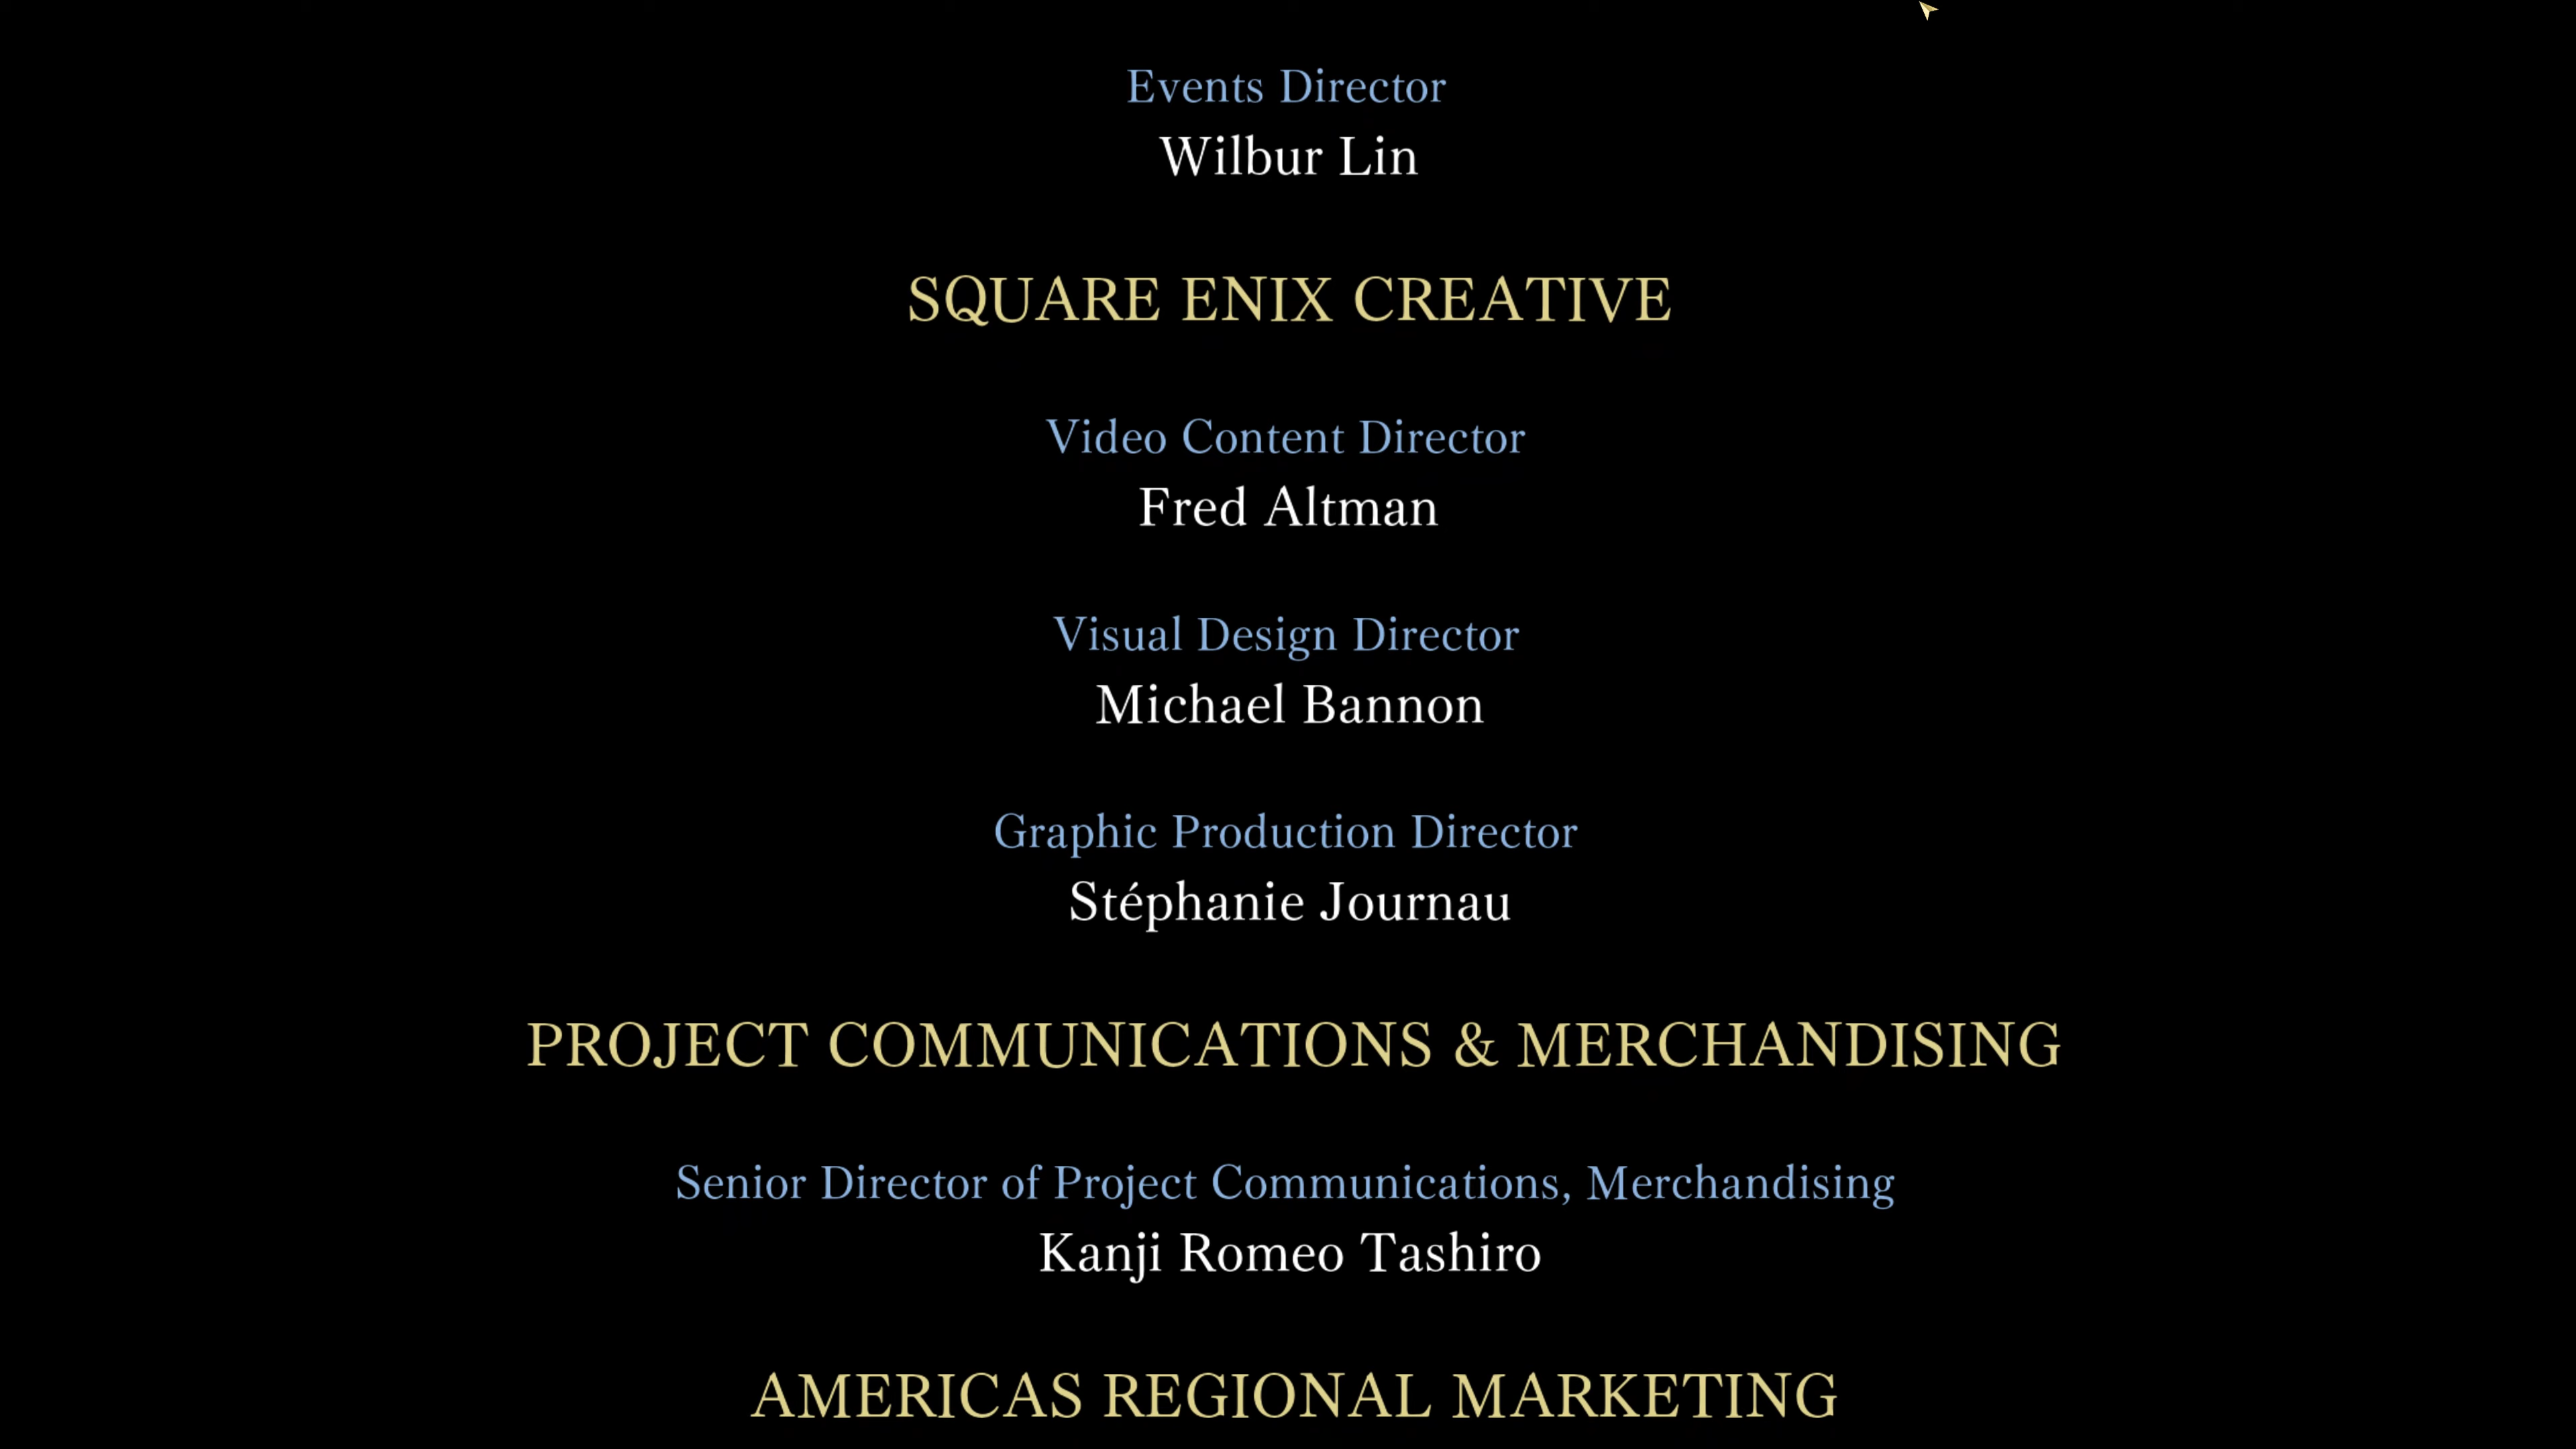 Events Director
Wilbur Lin
SQUARE ENIX CREATIVE
Video Content Director
Fred Altman
Visual Design Director
Michael Bannon
Graphic Production Director
Stéphanie Journau
PROJECT COMMUNICATIONS & MERCHANDISING
Senior Director of Project Communications, Merchandising
Kanji Romeo Tashiro
AMERICAS REGIONAL MARKETING